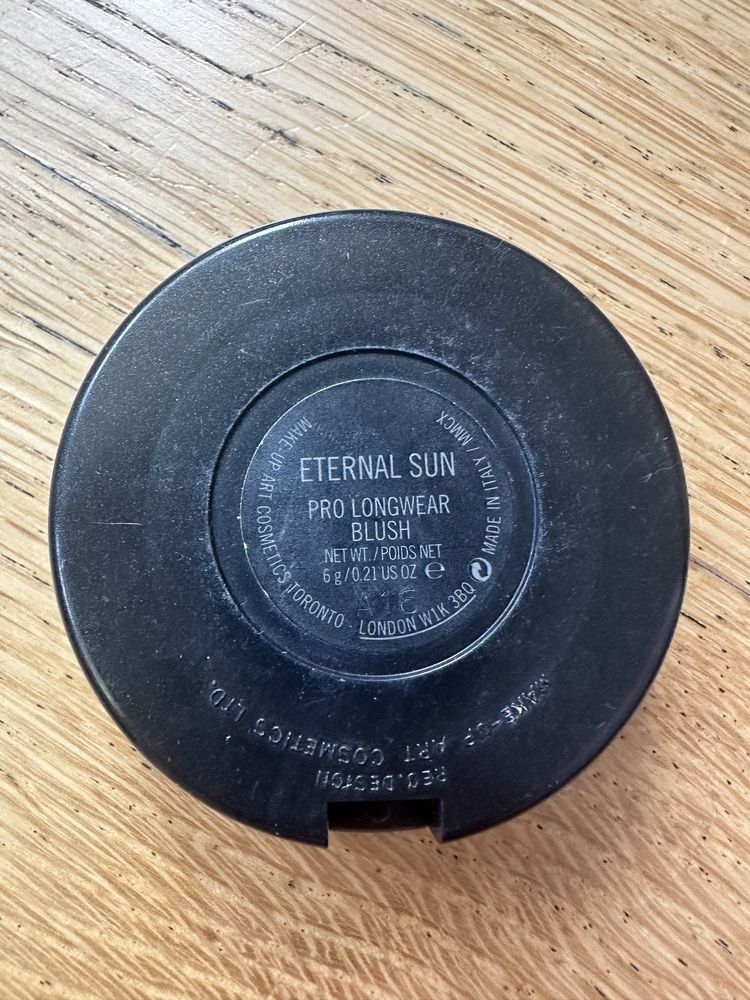 ETERNAL SUN
PRO LONGWEAR
BLUSH
NET WT. / POIDS NET
6 g / 0.21 US OZ ℮
A16
MAKE-UP ART COSMETICS TORONTO · LONDON W1K 3BQ MADE IN ITALY / MMCX
MAKE-UP ART COSMETICS LTD.
REG. DESIGN